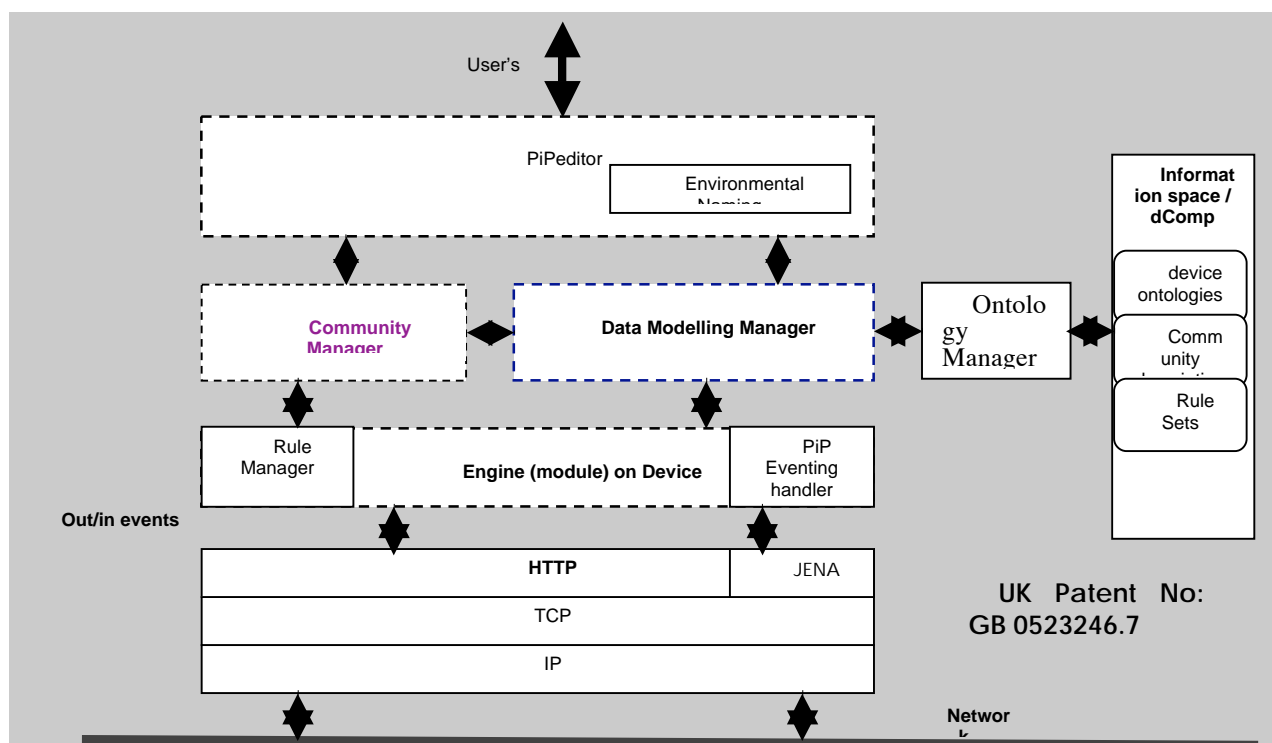 User's
PiPeditor
Environmental
Naming
Informat
ion space /
dComp
device
ontologies
Comm
unity
Rule
Sets
Community
Manager
Data Modelling Manager
Ontolo
gy
Manager
Rule
Manager
Engine (module) on Device
PiP
Eventing
handler
Out/in events
HTTP
JENA
TCP
IP
UK Patent No:
GB 0523246.7
Networ
k